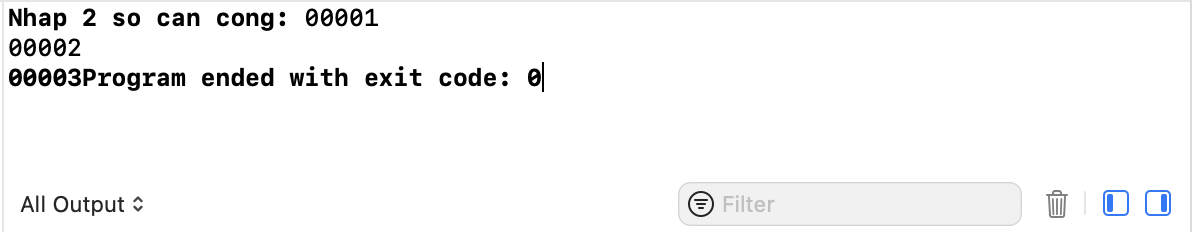 Nhap 2 so can cong: 00001
00002
00003Program ended with exit code: 0
All Output
Filter